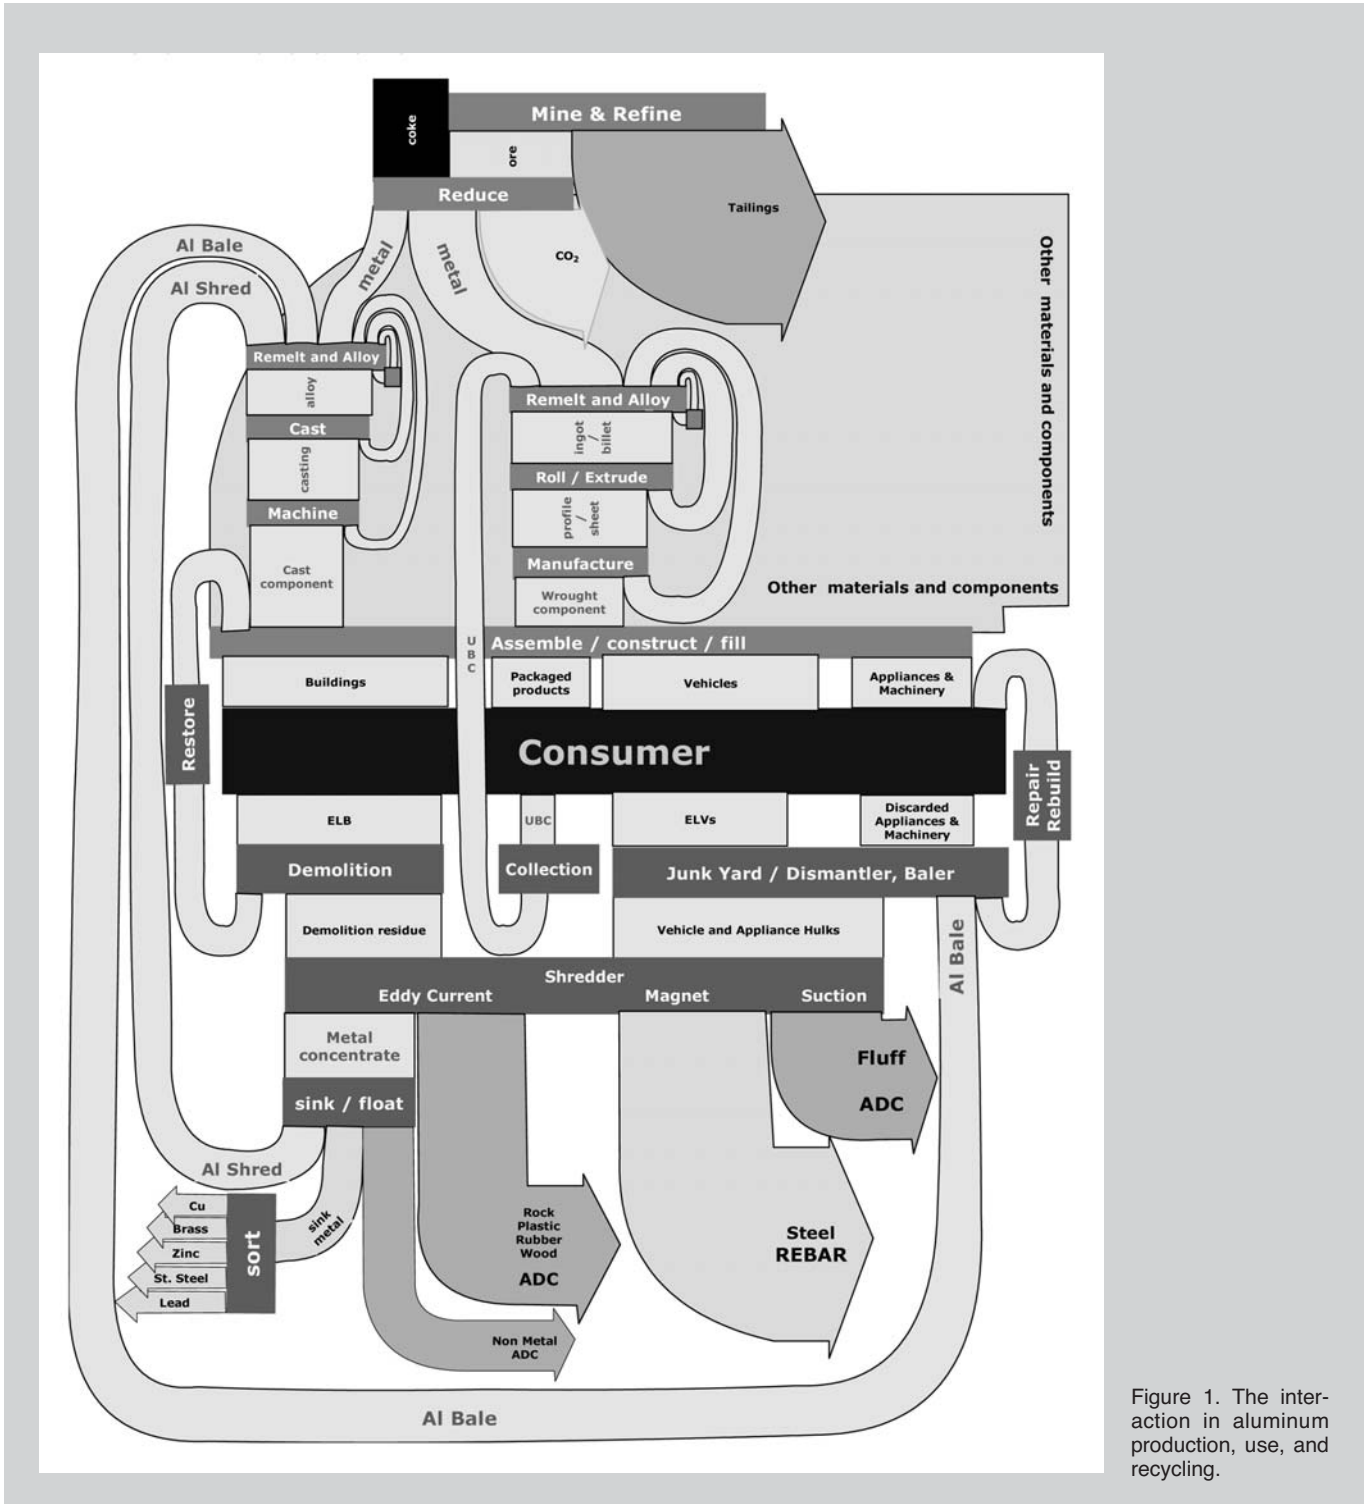 Mine & Refine
coke
ore
Reduce
Tailings
Al Bale
metal
metal
CO2
Al Shred
Other materials and components
Remelt and Alloy
alloy
Remelt and Alloy
ingot
/
billet
Cast
casting
Roll / Extrude
profile
/
sheet
Machine
Manufacture
Cast
component
Other materials and components
Wrought
component
UBC
Assemble / construct / fill
Buildings
Packaged
products
Vehicles
Appliances &
Machinery
Restore
Consumer
Repair
Rebuild
ELB
UBC
ELVs
Discarded
Appliances &
Machinery
Demolition
Collection
Junk Yard / Dismantler, Baler
Demolition residue
Vehicle and Appliance Hulks
Al Bale
Shredder
Eddy Current
Magnet
Suction
Metal
concentrate
Fluff
ADC
sink / float
Al Shred
sink
metal
sort
Cu
Brass
Zinc
St. Steel
Lead
Rock
Plastic
Rubber
Wood
ADC
Steel
REBAR
Non Metal
ADC
Al Bale
Figure 1. The inter-
action in aluminum
production, use, and
recycling.